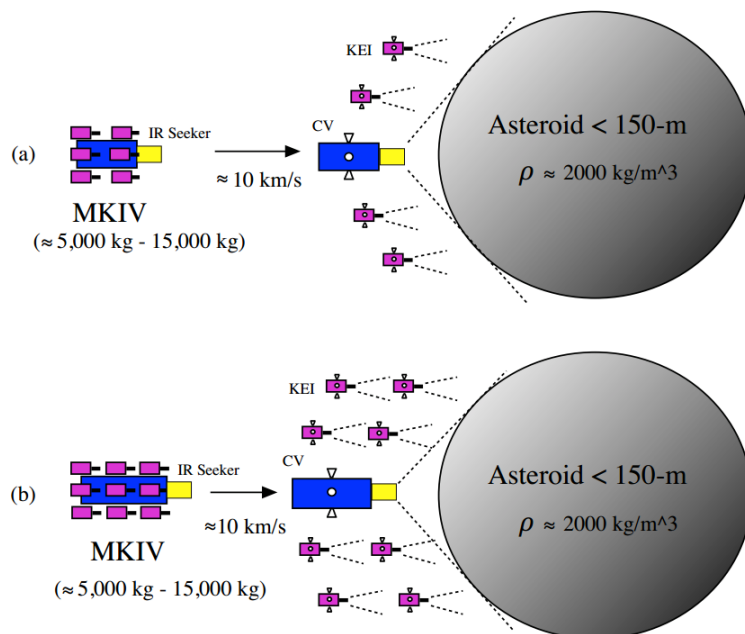 KEI
Asteroid < 150-m
ρ ≈ 2000 kg/m^3
CV
IR Seeker
(a)
≈ 10 km/s
MKIV
(≈ 5,000 kg - 15,000 kg)
KEI
CV
IR Seeker
Asteroid < 150-m
ρ ≈ 2000 kg/m^3
(b)
≈10 km/s
MKIV
(≈ 5,000 kg - 15,000 kg)